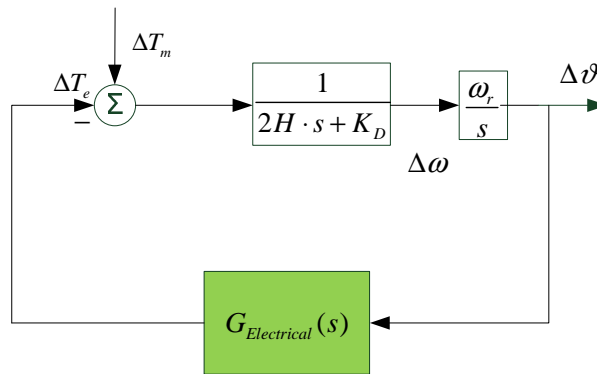 ΔT_m
ΔT_e
−
Σ
1
2H · s + K_D
ω_r
s
Δϑ
Δω
G_Electrical(s)